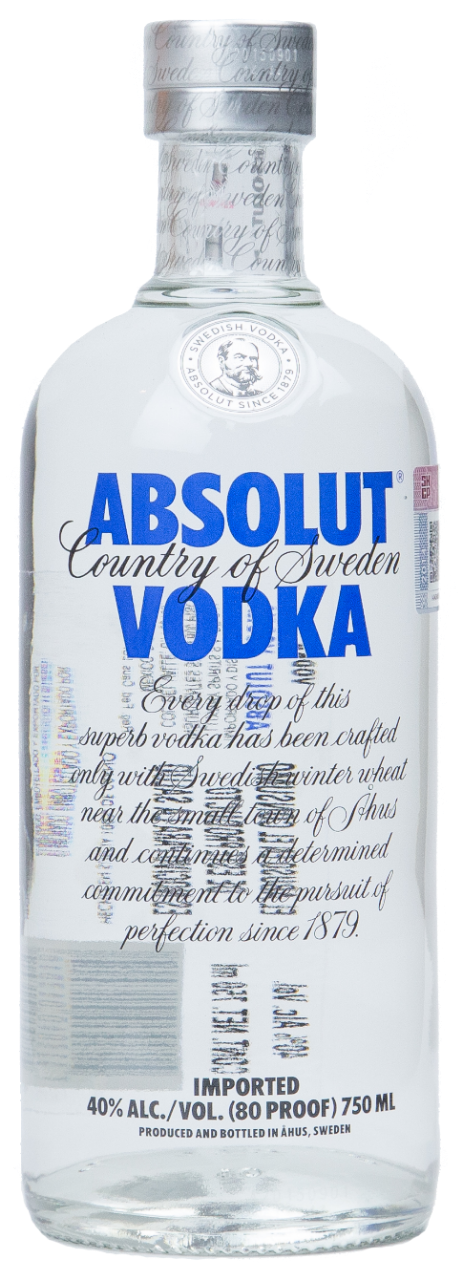 Country of Sweden
150901
SWEDISH VODKA
ABSOLUT SINCE 1879
ABSOLUT®
Country of Sweden
VODKA
Every drop of this
superb vodka has been crafted
only with Swedish winter wheat
near the small town of Åhus
and continues a determined
commitment to the pursuit of
perfection since 1879.
IMPORTED
40% ALC./VOL. (80 PROOF) 750 ML
PRODUCED AND BOTTLED IN ÅHUS, SWEDEN